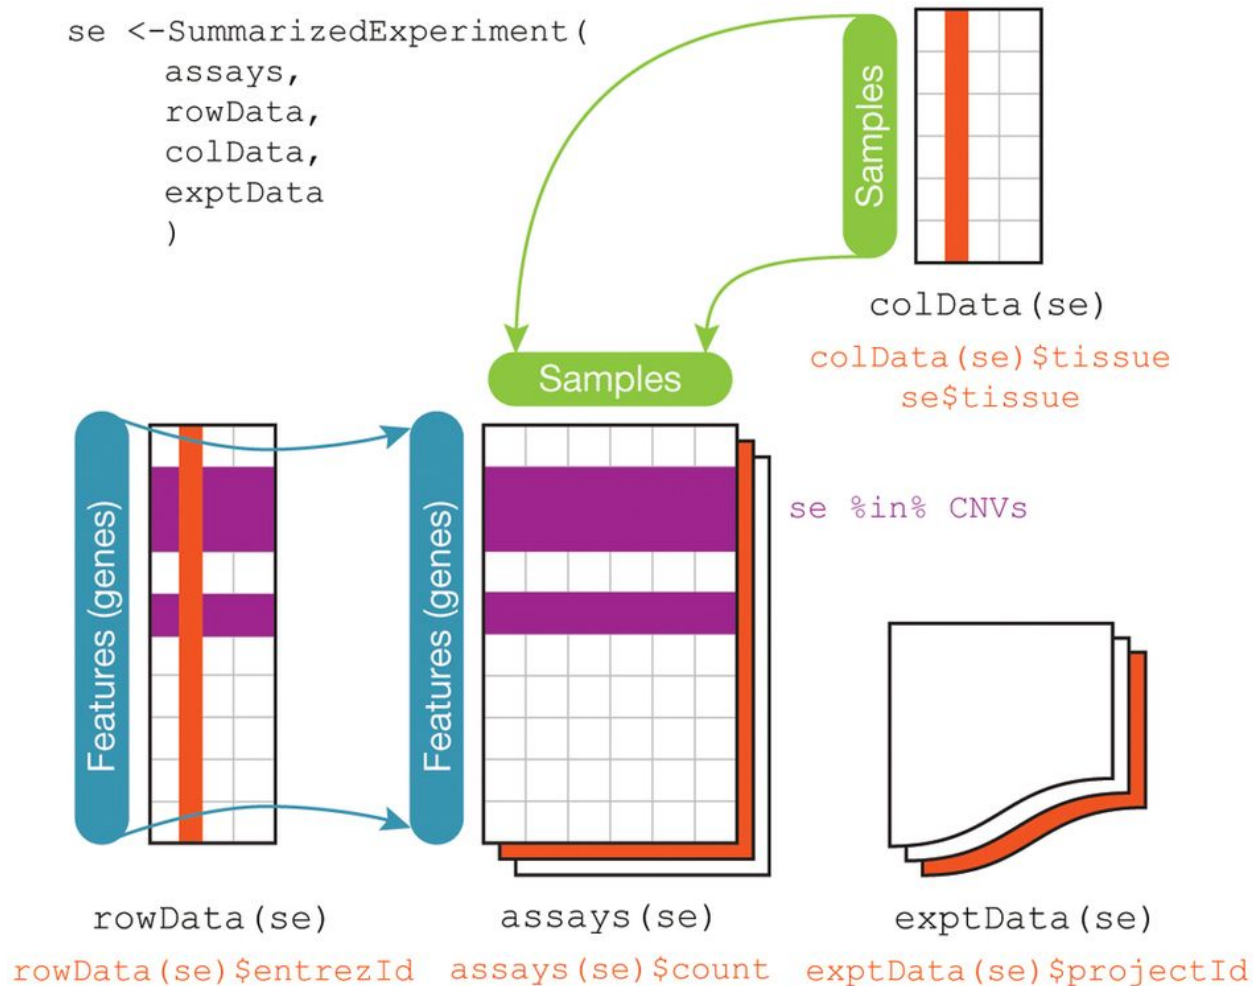 se <-SummarizedExperiment(
assays,
rowData,
colData,
exptData
)
Samples
colData(se)
colData(se)$tissue
se$tissue
Samples
Features (genes)
Features (genes)
se %in% CNVs
rowData(se)
assays(se)
exptData(se)
rowData(se)$entrezId
assays(se)$count
exptData(se)$projectId